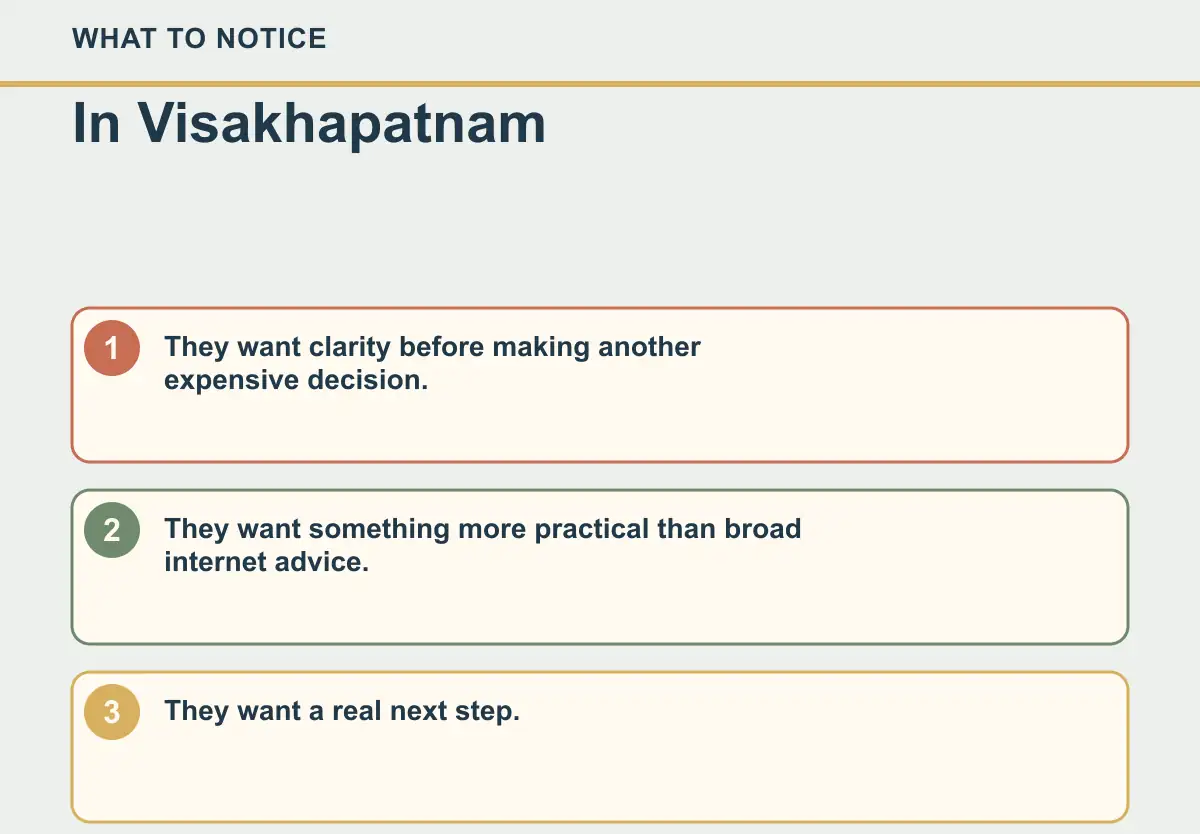 WHAT TO NOTICE
In Visakhapatnam
1
They want clarity before making another
expensive decision.
2
They want something more practical than broad
internet advice.
3
They want a real next step.